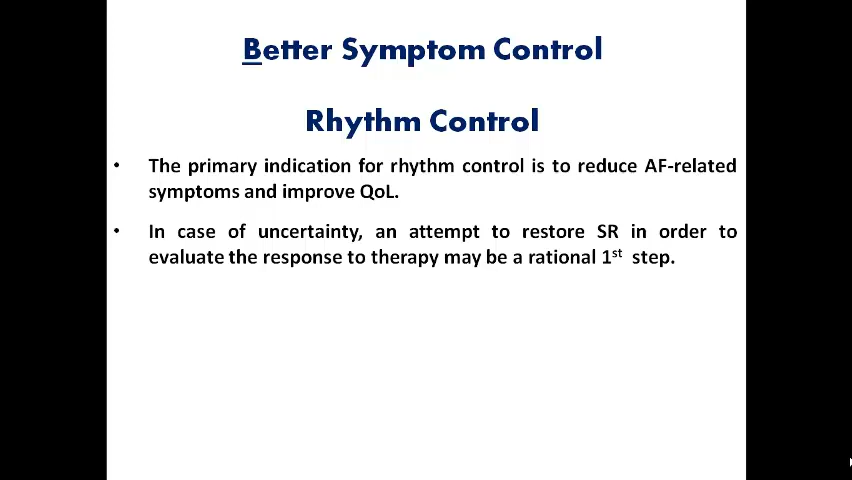 Better Symptom Control
Rhythm Control
• The primary indication for rhythm control is to reduce AF-related
symptoms and improve QoL.
• In case of uncertainty, an attempt to restore SR in order to
evaluate the response to therapy may be a rational 1st step.